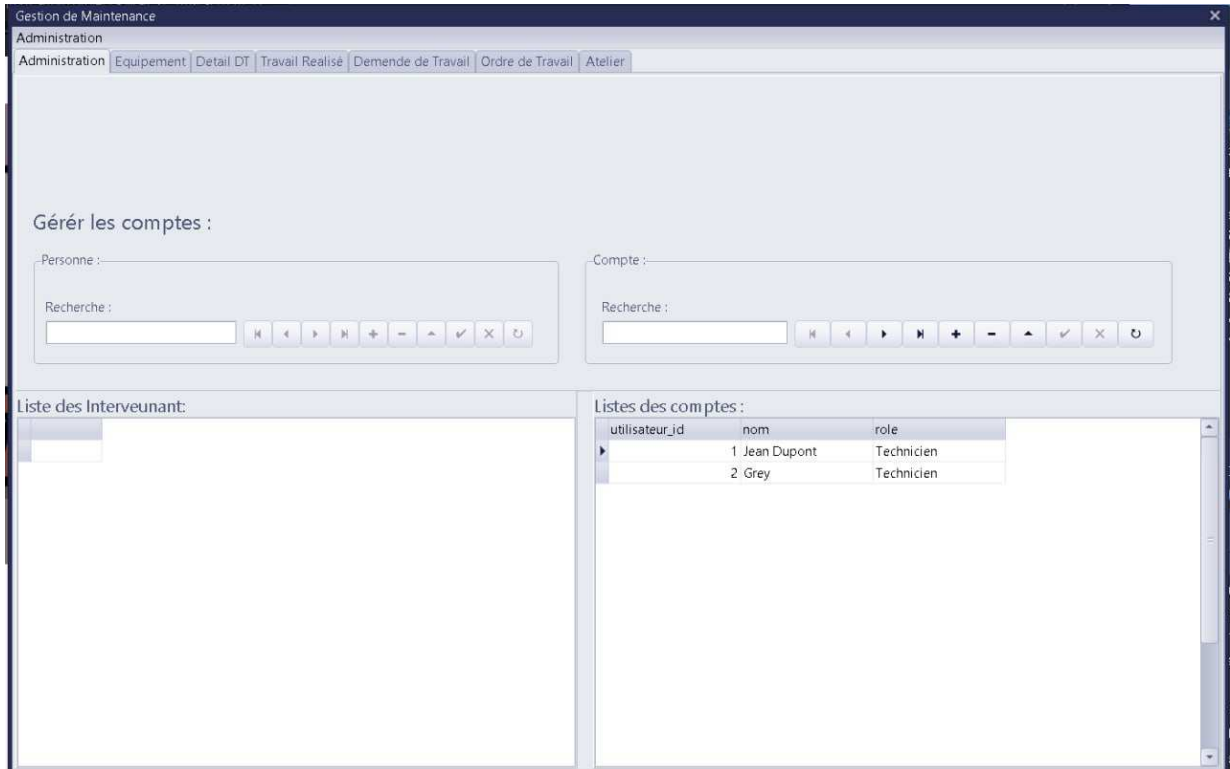 Gestion de Maintenance
Administration
Administration Equipement Detail DT Travail Realisé Demende de Travail Ordre de Travail Atelier
Gérér les comptes :
Personne :
Recherche :
Compte :
Recherche :
Liste des Interveunant:
Listes des comptes :
utilisateur_id nom role
1 Jean Dupont Technicien
2 Grey Technicien